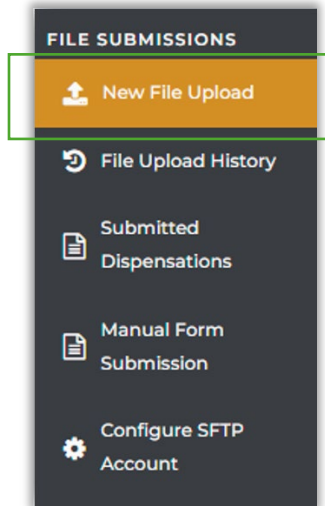 FILE SUBMISSIONS
New File Upload
File Upload History
Submitted
Dispensations
Manual Form
Submission
Configure SFTP
Account